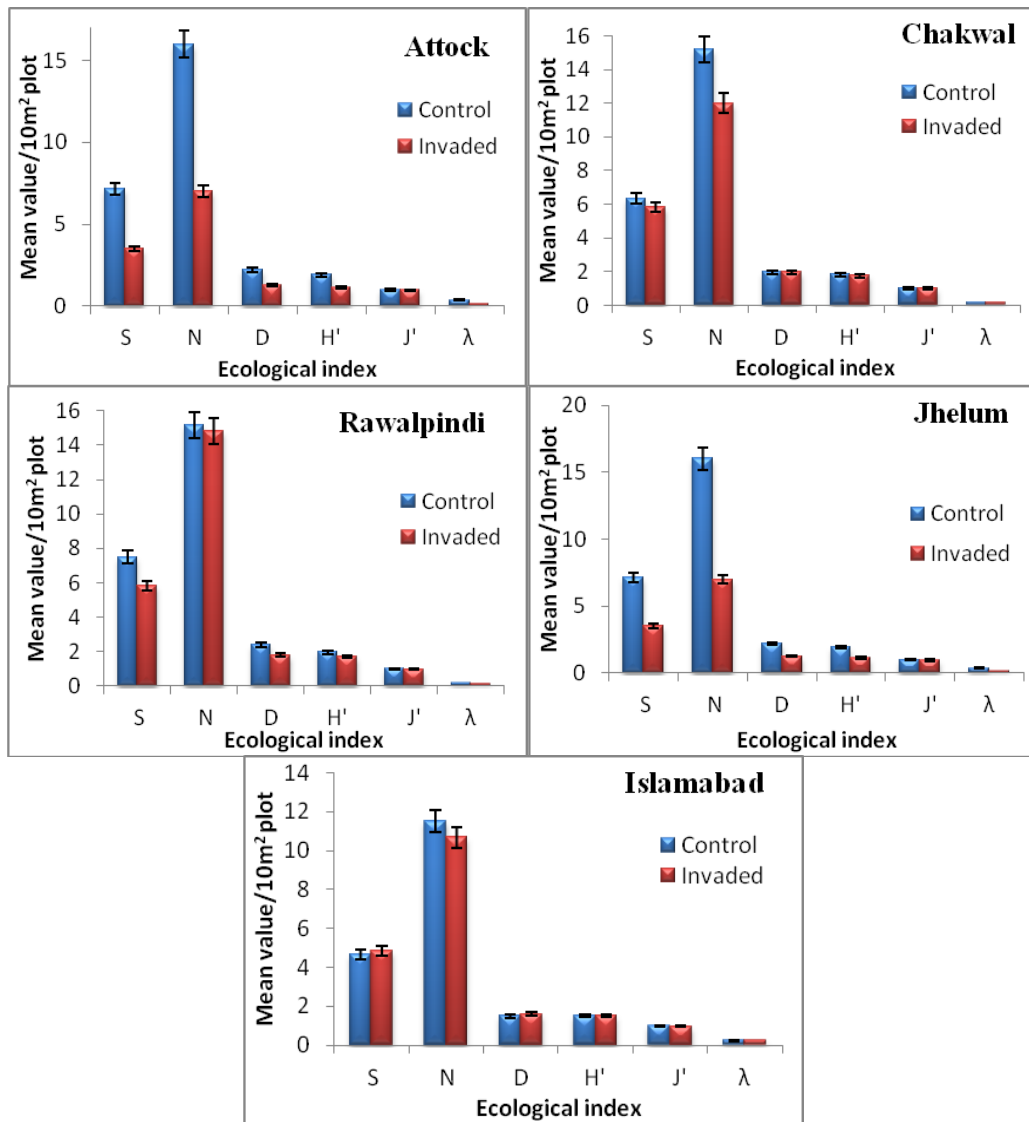 Attock
Mean value/10m² plot
15
10
5
0
Control
Invaded
S N D H' J' λ
Ecological index
Chakwal
Mean value/10m² plot
16
14
12
10
8
6
4
2
0
Control
Invaded
S N D H' J' λ
Ecological index
Rawalpindi
Mean value/10m² plot
16
14
12
10
8
6
4
2
0
Control
Invaded
S N D H' J' λ
Ecological index
Jhelum
Mean value/10m² plot
20
15
10
5
0
Control
Invaded
S N D H' J' λ
Ecological index
Islamabad
Mean value/10m² plot
14
12
10
8
6
4
2
0
Control
Invaded
S N D H' J' λ
Ecological index